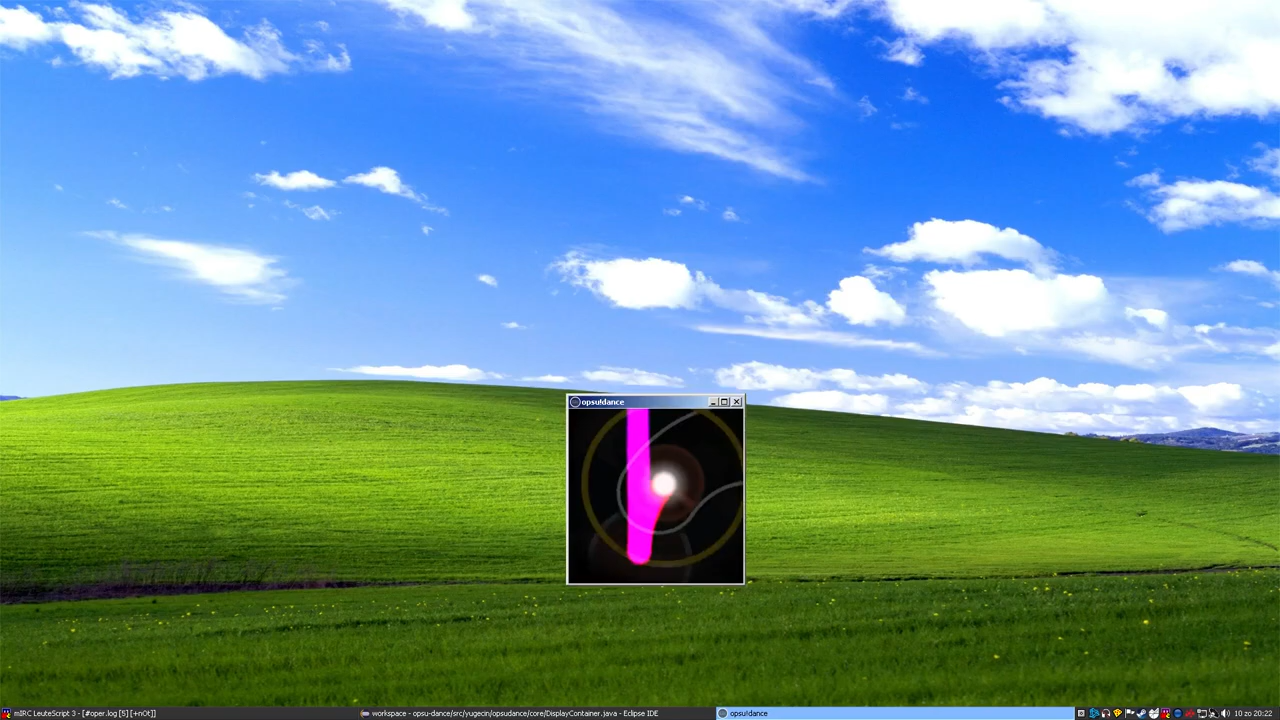 opsu!dance
mIRC LeuteScript 3 - [#oper.log [5] [+nOt]]
workspace - opsu-dance/src/yugecin/opsudance/core/DisplayContainer.java - Eclipse IDE
opsu!dance
10 zo 20:22